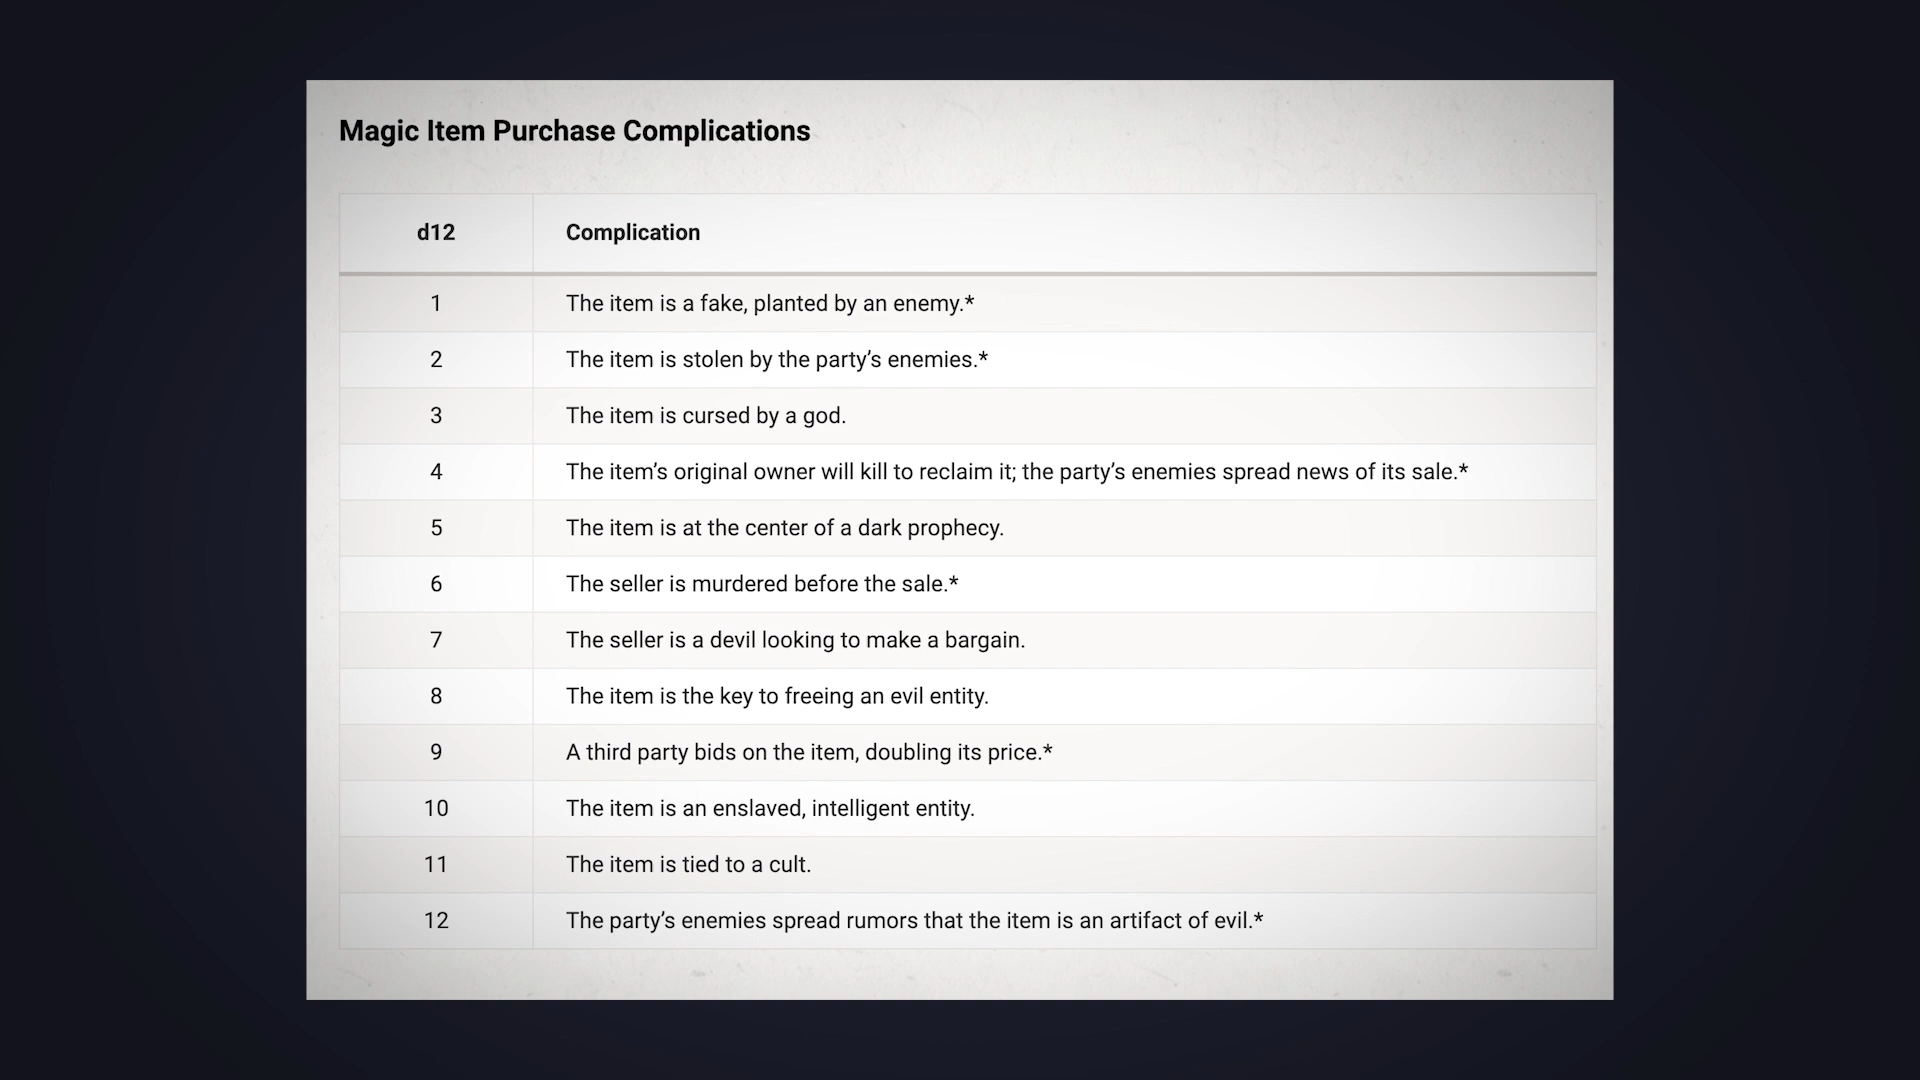 Magic Item Purchase Complications
d12 Complication
1 The item is a fake, planted by an enemy.*
2 The item is stolen by the party’s enemies.*
3 The item is cursed by a god.
4 The item’s original owner will kill to reclaim it; the party’s enemies spread news of its sale.*
5 The item is at the center of a dark prophecy.
6 The seller is murdered before the sale.*
7 The seller is a devil looking to make a bargain.
8 The item is the key to freeing an evil entity.
9 A third party bids on the item, doubling its price.*
10 The item is an enslaved, intelligent entity.
11 The item is tied to a cult.
12 The party’s enemies spread rumors that the item is an artifact of evil.*